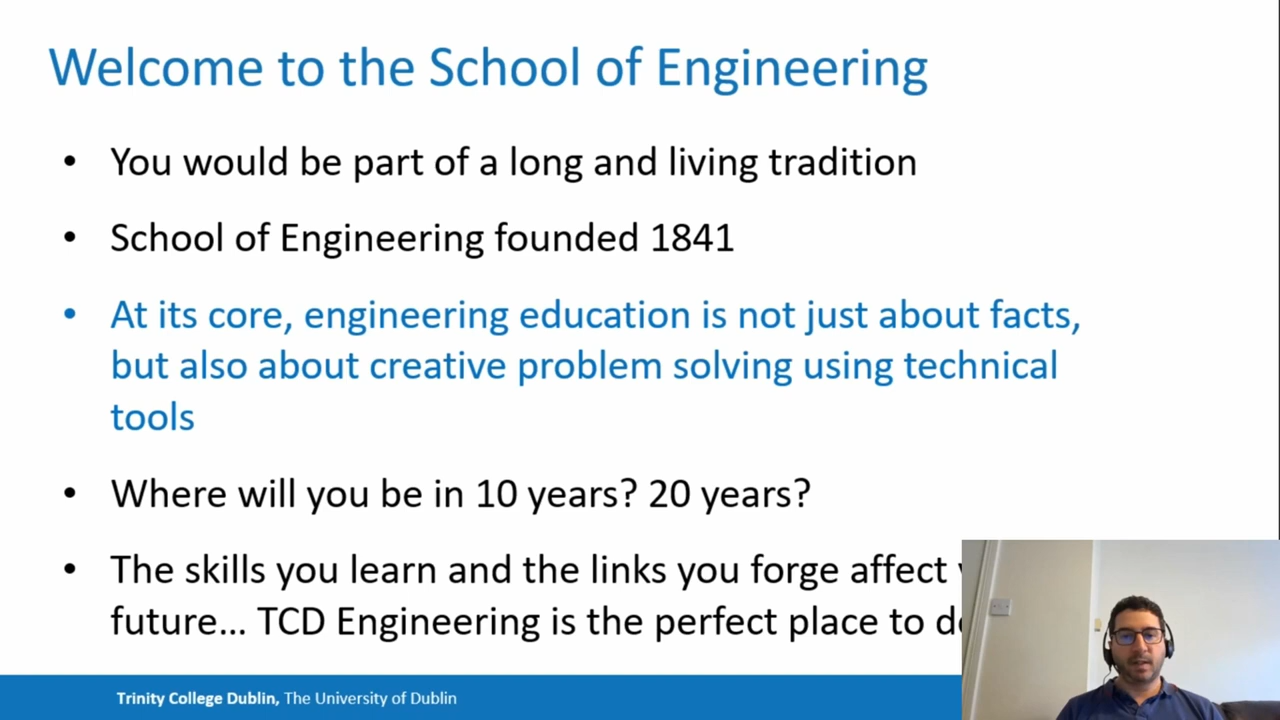 Welcome to the School of Engineering
• You would be part of a long and living tradition
• School of Engineering founded 1841
• At its core, engineering education is not just about facts,
but also about creative problem solving using technical
tools
• Where will you be in 10 years? 20 years?
• The skills you learn and the links you forge affect
future... TCD Engineering is the perfect place to
Trinity College Dublin, The University of Dublin